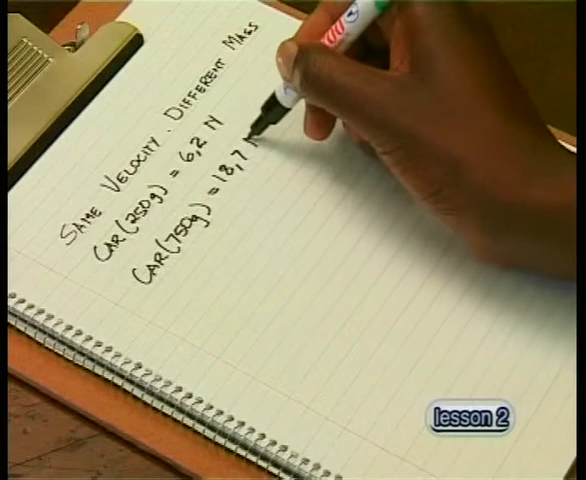 SAME VELOCITY. DIFFERENT MASS
CAR(250g) = 6,2 N
CAR(750g) = 18,7 N
lesson 2